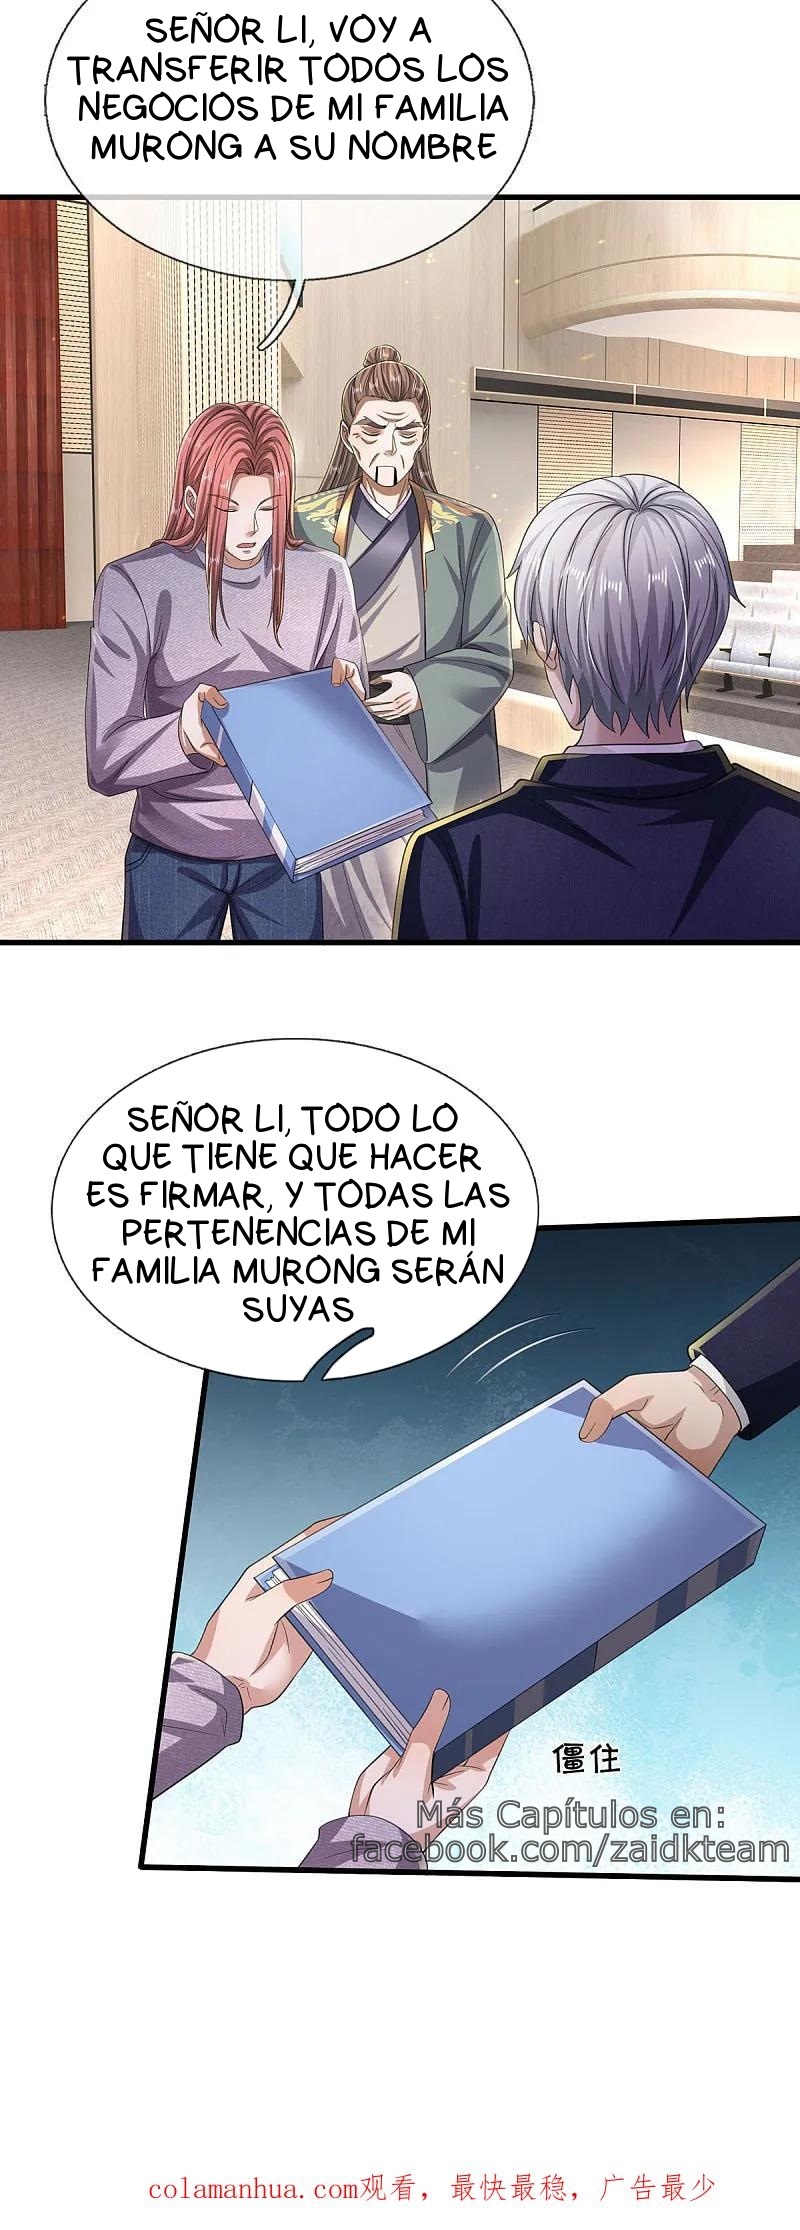 SEÑOR LI, VOY A
TRANSFERIR TODOS LOS
NEGOCIOS DE MI FAMILIA
MURONG A SU NOMBRE
SEÑOR LI, TODO LO
QUE TIENE QUE HACER
ES FIRMAR, Y TODAS LAS
PERTENENCIAS DE MI
FAMILIA MURONG SERÁN
SUYAS
僵住
Más Capítulos en:
facebook.com/zaidkteam
colamanhua.com观看，最快最稳，广告最少